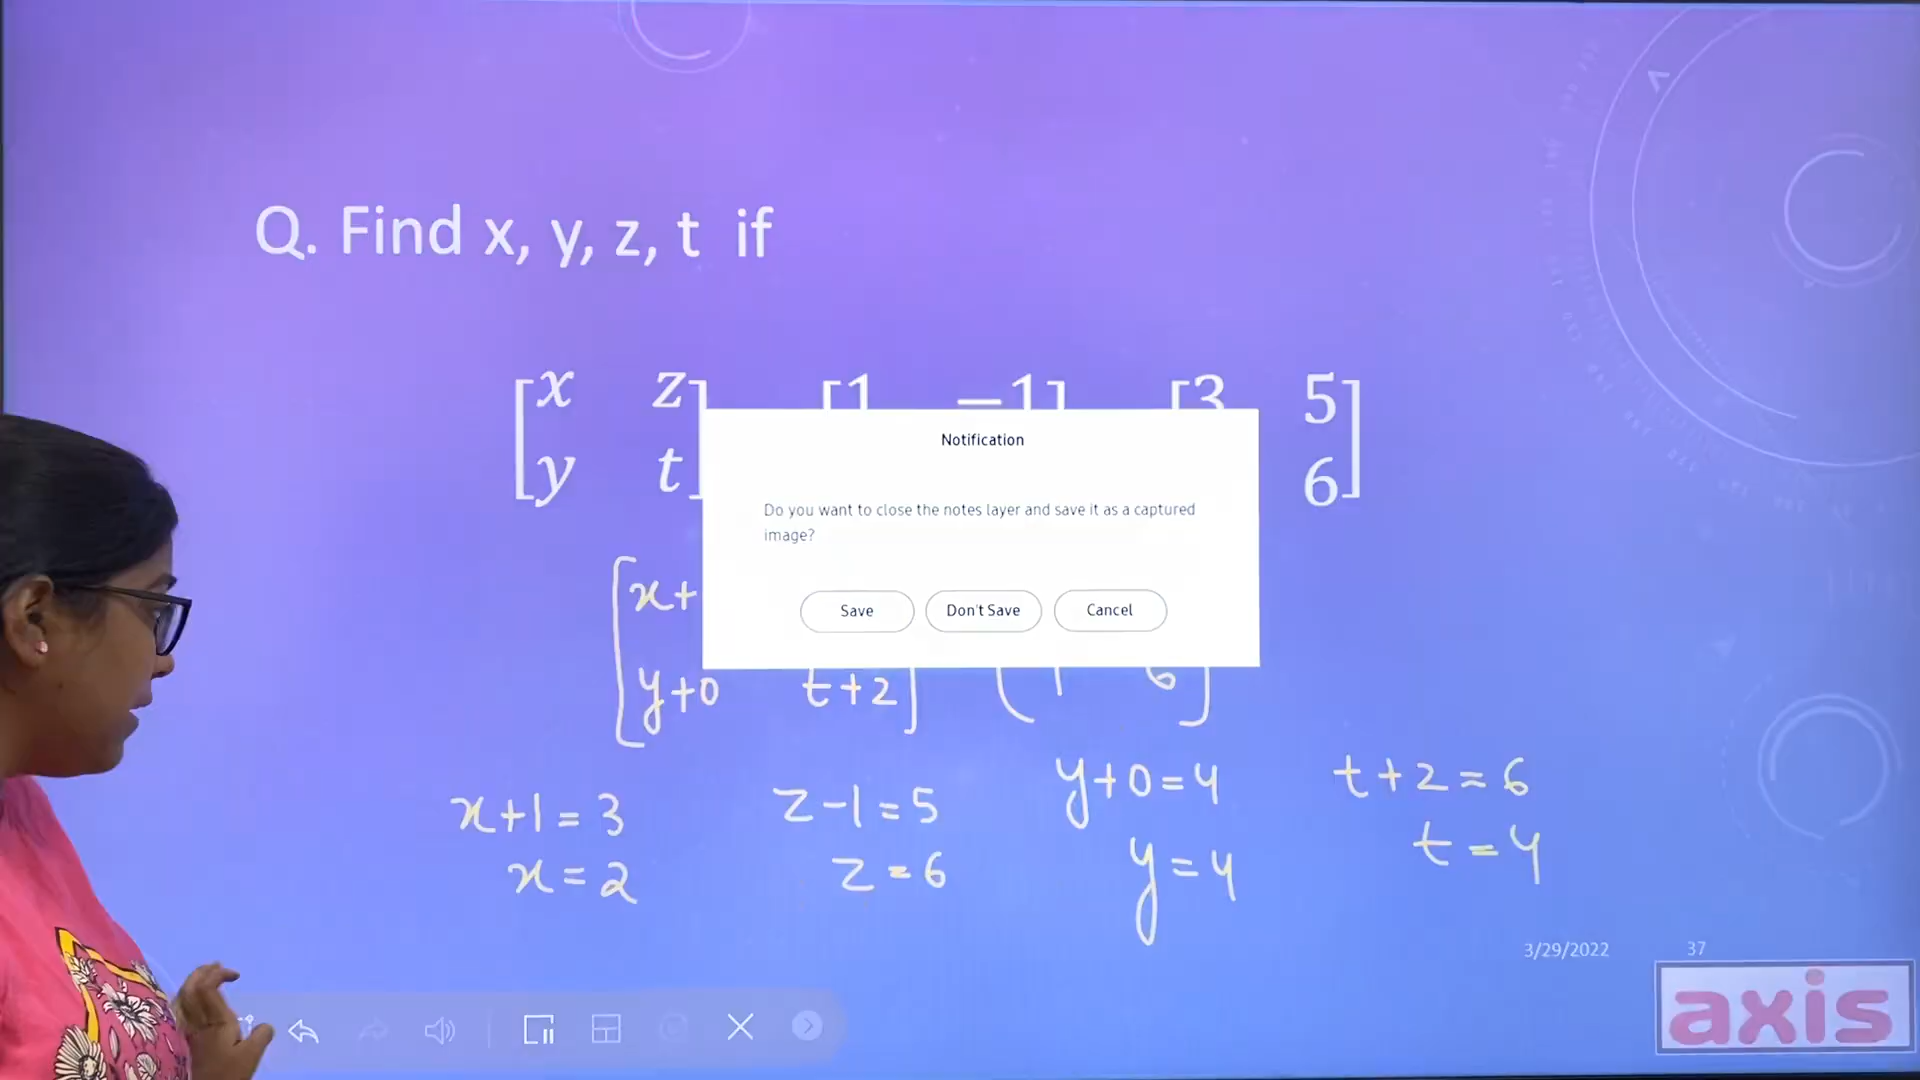 Q. Find x, y, z, t if
[x z] [1 −1] [3 5]
[y t] 6]
Notification
Do you want to close the notes layer and save it as a captured
image?
Save Don't Save Cancel
[x+
y+0 t+2] 1 6]
x+1=3 z-1=5 y+0=4 t+2=6
x=2 z=6 y=4 t=4
3/29/2022 37
axis